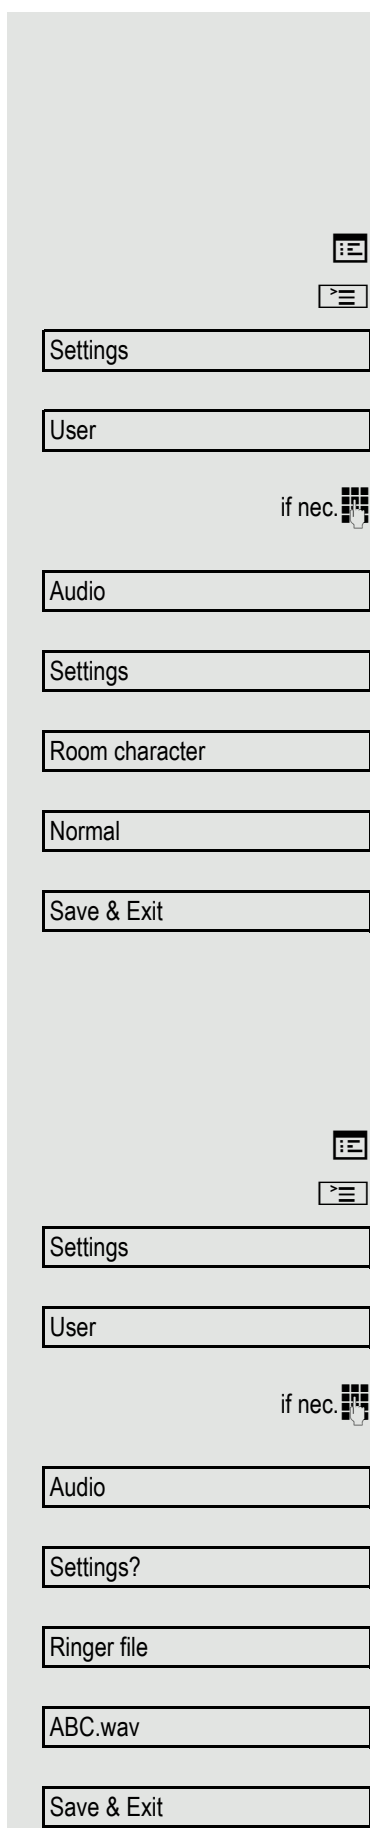 Settings
User
if nec.
Audio
Settings
Room character
Normal
Save & Exit
Settings
User
if nec.
Audio
Settings?
Ringer file
ABC.wav
Save & Exit